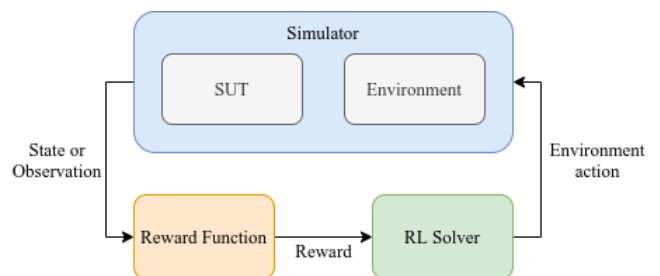 Simulator
SUT
Environment
State or
Observation
Environment
action
Reward Function
Reward
RL Solver